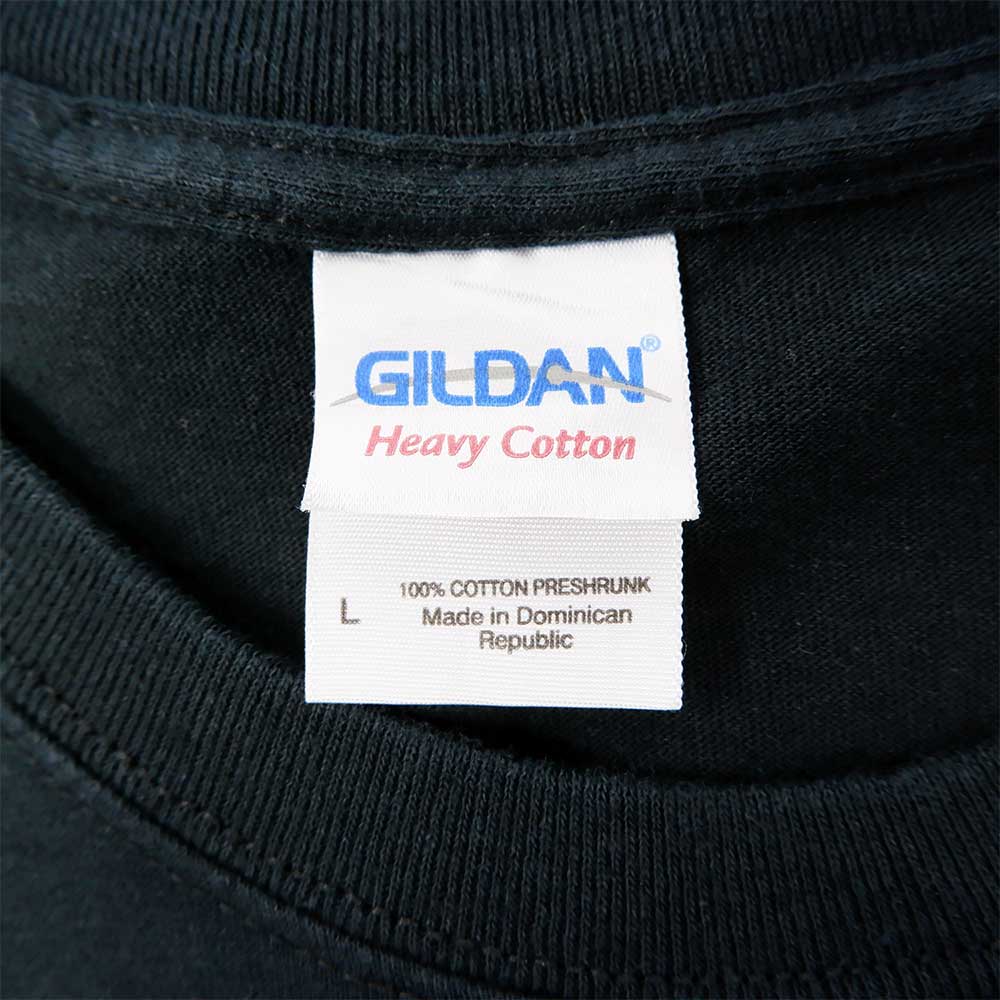 GILDAN®
Heavy Cotton
100% COTTON PRESHRUNK
L Made in Dominican
Republic